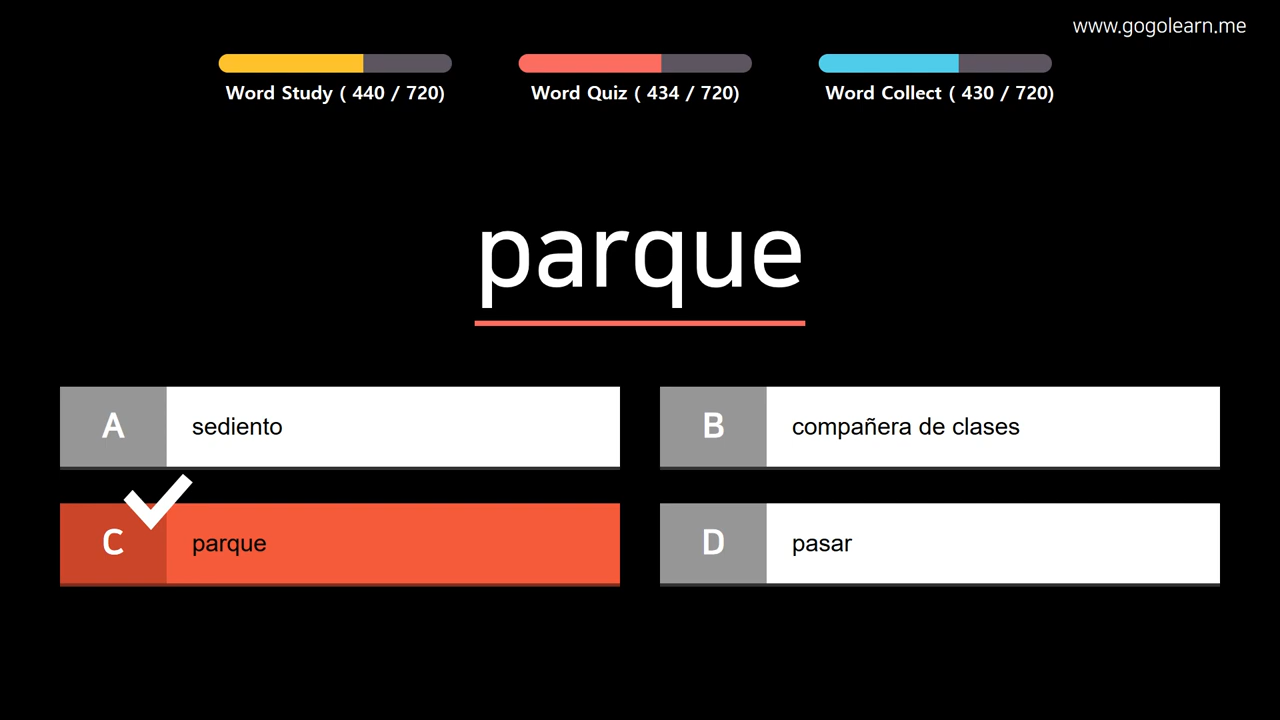 www.gogolearn.me
Word Study ( 440 / 720)
Word Quiz ( 434 / 720)
Word Collect ( 430 / 720)
parque
A sediento
B compañera de clases
C parque
D pasar